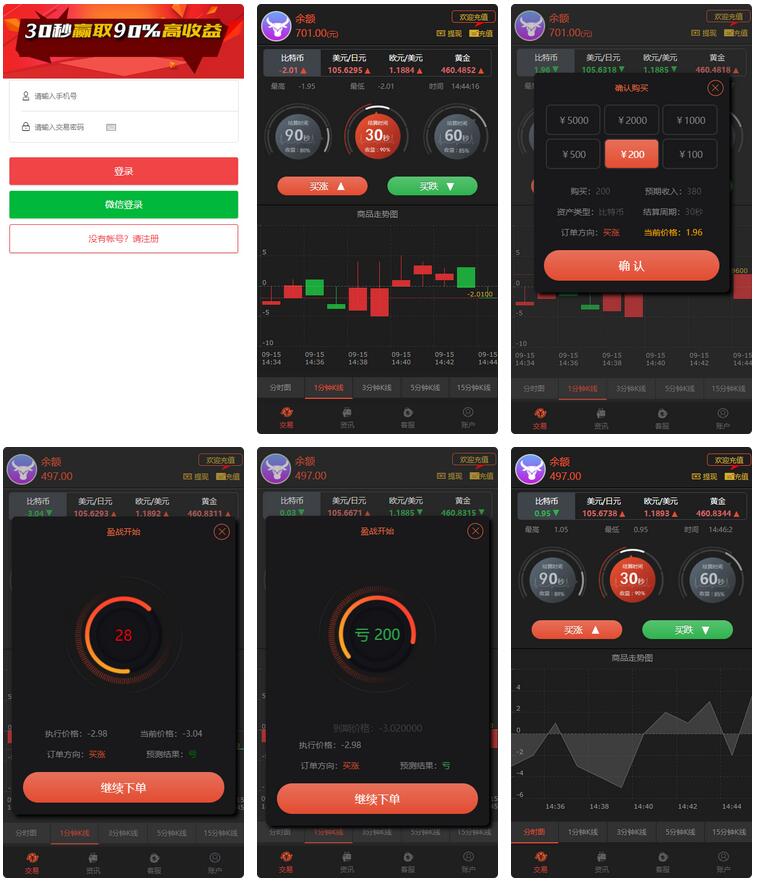 30秒赢取90%高收益
请输入手机号
请输入交易密码
登录
微信登录
没有帐号？请注册
余额
701.00(元)
欢迎充值
提现 充值
比特币 美元/日元 欧元/美元 黄金
-2.01 105.6295 1.1884 460.4852
最高 -1.95 最低 -2.01 时间 14:44:16
结算时间 结算时间 结算时间
90秒 30秒 60秒
收益: 80% 收益: 90% 收益: 85%
买涨 买跌
商品走势图
5
0
-2.0100
-5
-10
09-15 09-15 09-15 09-15 09-15 09-15
14:34 14:36 14:38 14:40 14:42 14:44
分时图 1分钟K线 3分钟K线 5分钟K线 15分钟K线
交易 资讯 客服 账户
余额
701.00(元)
欢迎充值
提现 充值
比特币 美元/日元 欧元/美元 黄金
1.96 105.6318 1.1885 460.4818
确认购买
¥5000 ¥2000 ¥1000
¥500 ¥200 ¥100
购买: 200 预期收入: 380
资产类型: 比特币 结算周期: 30秒
订单方向: 买涨 当前价格: 1.96
确 认
0
-5
-10
09-15 09-15 09-15 09-15 09-15 09-15
14:34 14:36 14:38 14:40 14:42 14:44
分时图 1分钟K线 3分钟K线 5分钟K线 15分钟K线
交易 资讯 客服 账户
余额
497.00
欢迎充值
提现 充值
比特币 美元/日元 欧元/美元 黄金
-3.04 105.6293 1.1892 460.8311
盈战开始
28
执行价格: -2.98 当前价格: -3.04
订单方向: 买涨 预测结果: 亏
继续下单
分时图 1分钟K线 3分钟K线 5分钟K线 15分钟K线
交易 资讯 客服 账户
余额
497.00
欢迎充值
提现 充值
比特币 美元/日元 欧元/美元 黄金
0.03 105.6671 1.1885 460.8315
盈战开始
亏 200
到期价格: -3.020000
执行价格: -2.98
订单方向: 买涨 预测结果: 亏
继续下单
分时图 1分钟K线 3分钟K线 5分钟K线 15分钟K线
交易 资讯 客服 账户
余额
497.00
欢迎充值
提现 充值
比特币 美元/日元 欧元/美元 黄金
0.95 105.6738 1.1893 460.8344
最高 1.05 最低 0.95 时间 14:46:2
结算时间 结算时间 结算时间
90秒 30秒 60秒
收益: 80% 收益: 90% 收益: 85%
买涨 买跌
商品走势图
4
2
0
-2
-4
-6
14:36 14:38 14:40 14:42 14:44
分时图 1分钟K线 3分钟K线 5分钟K线 15分钟K线
交易 资讯 客服 账户